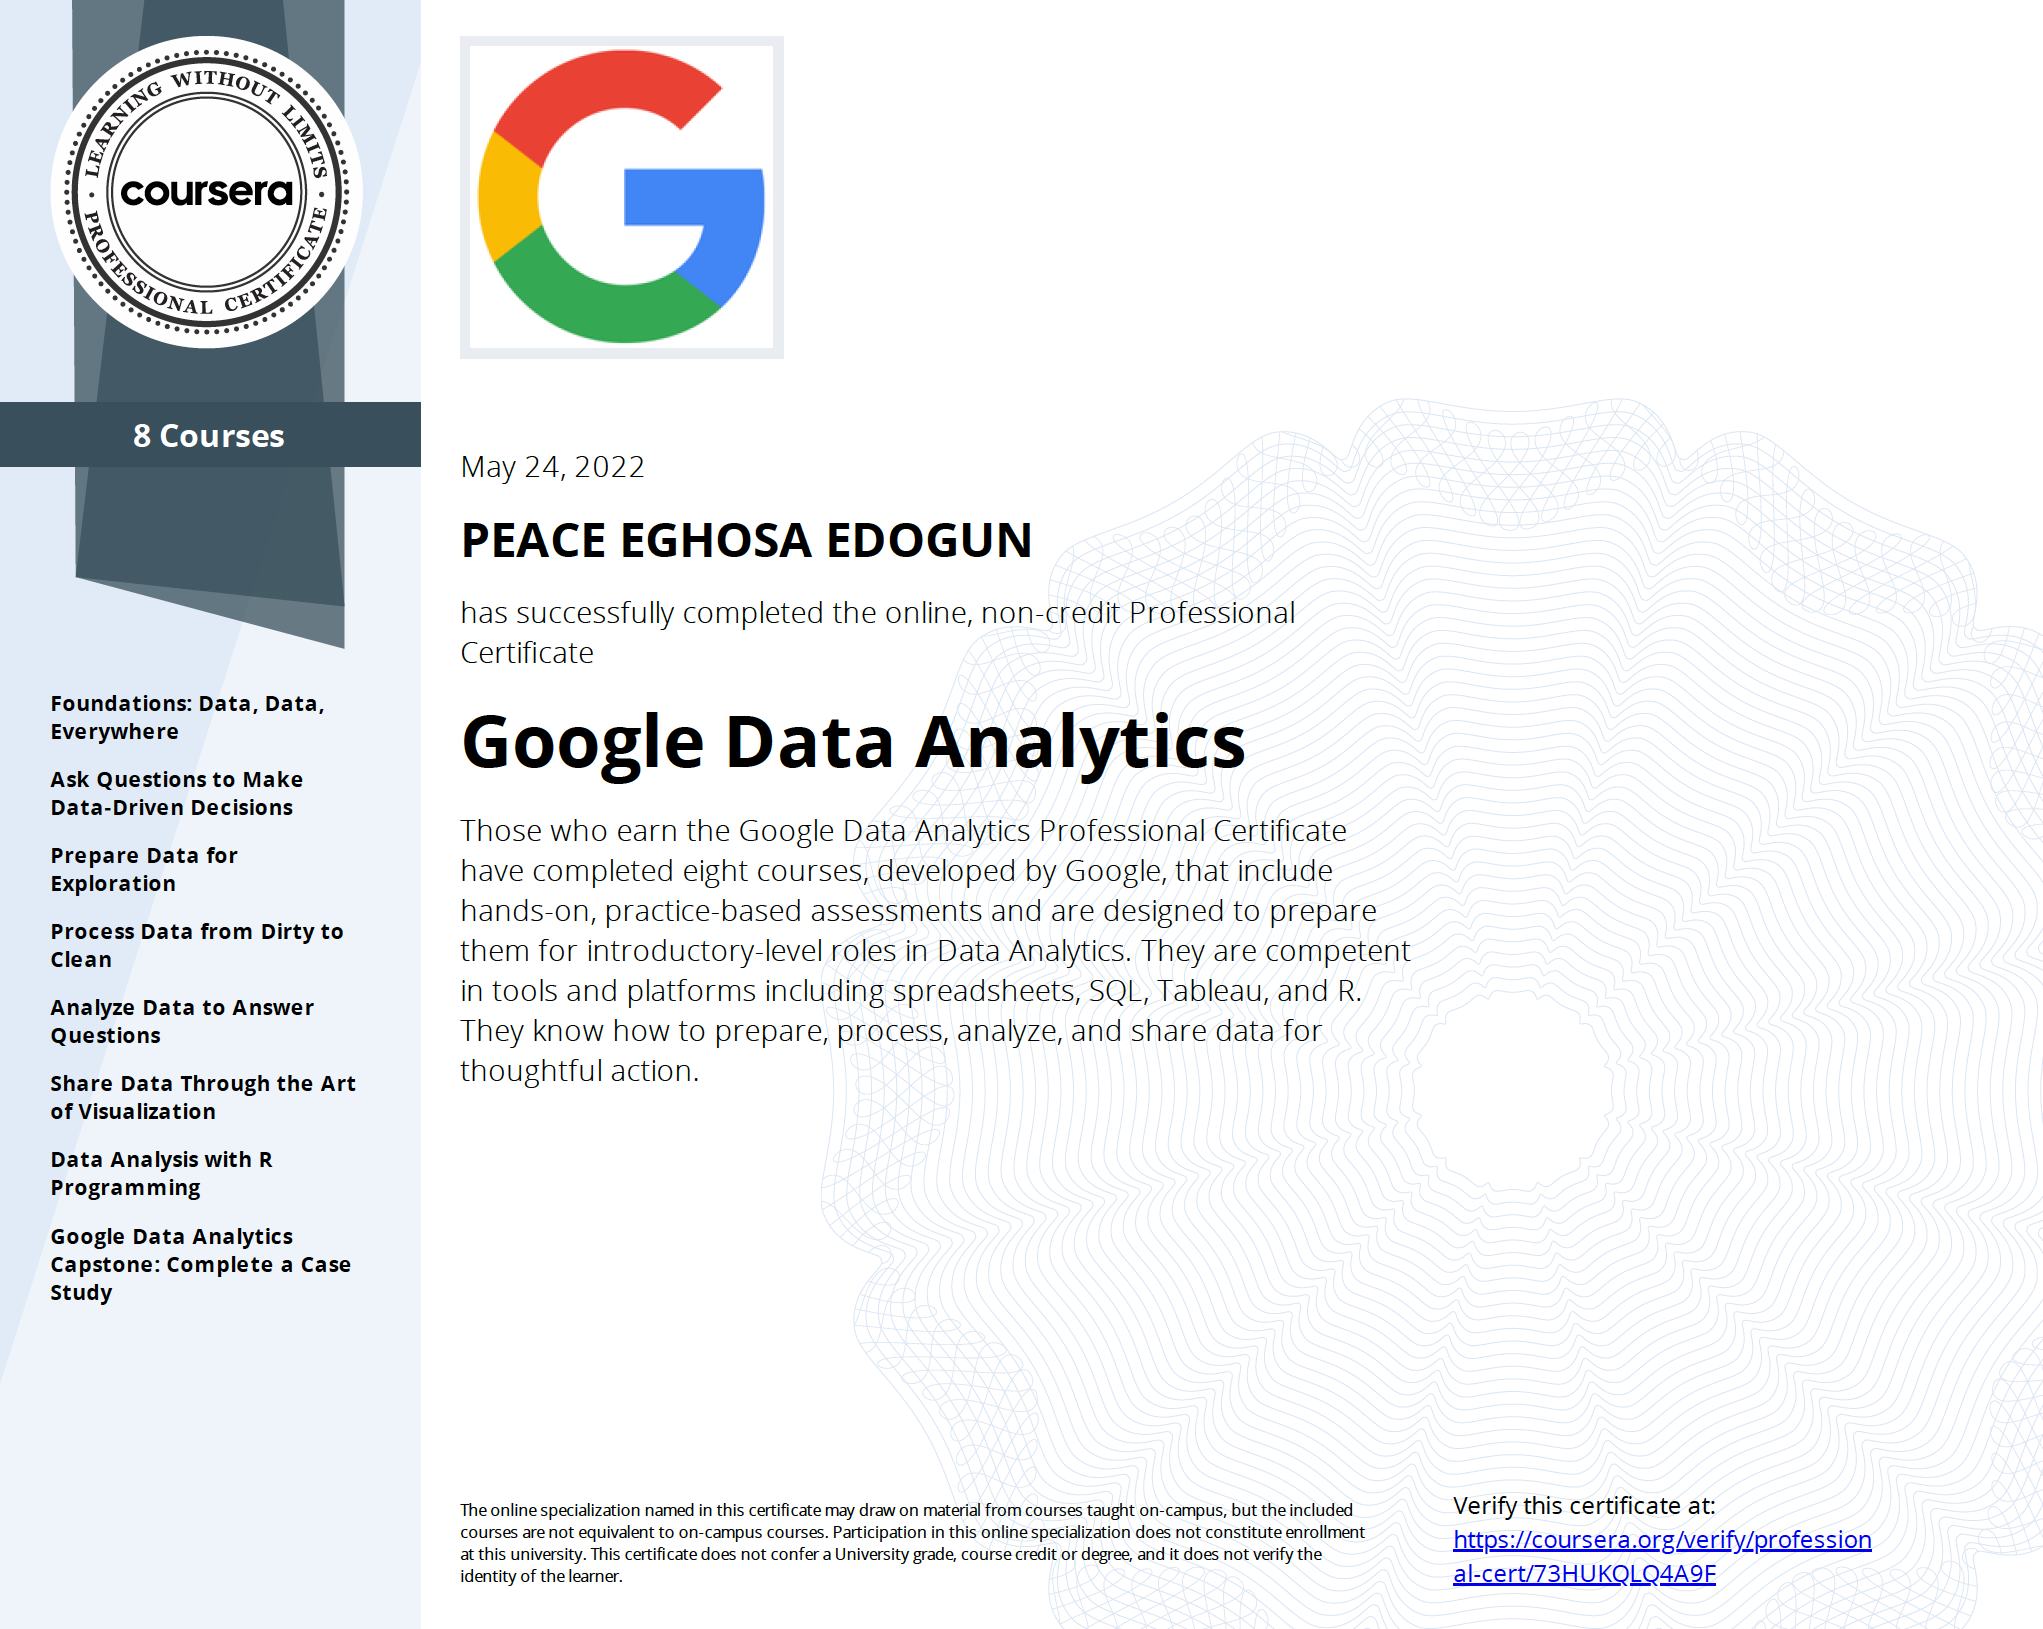 LEARNING WITHOUT LIMITS
coursera
PROFESSIONAL CERTIFICATE
8 Courses
Foundations: Data, Data,
Everywhere
Ask Questions to Make
Data-Driven Decisions
Prepare Data for
Exploration
Process Data from Dirty to
Clean
Analyze Data to Answer
Questions
Share Data Through the Art
of Visualization
Data Analysis with R
Programming
Google Data Analytics
Capstone: Complete a Case
Study
G
May 24, 2022
PEACE EGHOSA EDOGUN
has successfully completed the online, non-credit Professional
Certificate
Google Data Analytics
Those who earn the Google Data Analytics Professional Certificate
have completed eight courses, developed by Google, that include
hands-on, practice-based assessments and are designed to prepare
them for introductory-level roles in Data Analytics. They are competent
in tools and platforms including spreadsheets, SQL, Tableau, and R.
They know how to prepare, process, analyze, and share data for
thoughtful action.
The online specialization named in this certificate may draw on material from courses taught on-campus, but the included
courses are not equivalent to on-campus courses. Participation in this online specialization does not constitute enrollment
at this university. This certificate does not confer a University grade, course credit or degree, and it does not verify the
identity of the learner.
Verify this certificate at:
https://coursera.org/verify/profession
al-cert/73HUKQLQ4A9F